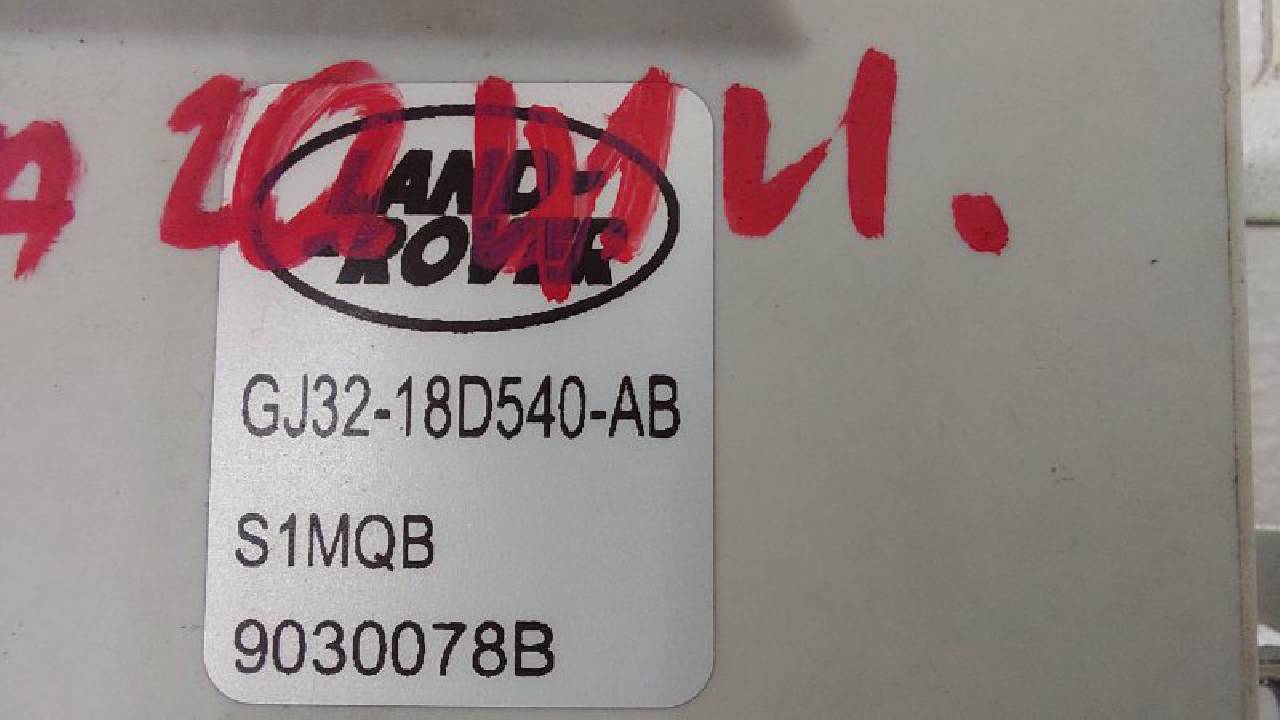 LAND-
ROVER
GJ32-18D540-AB
S1MQB
9030078B